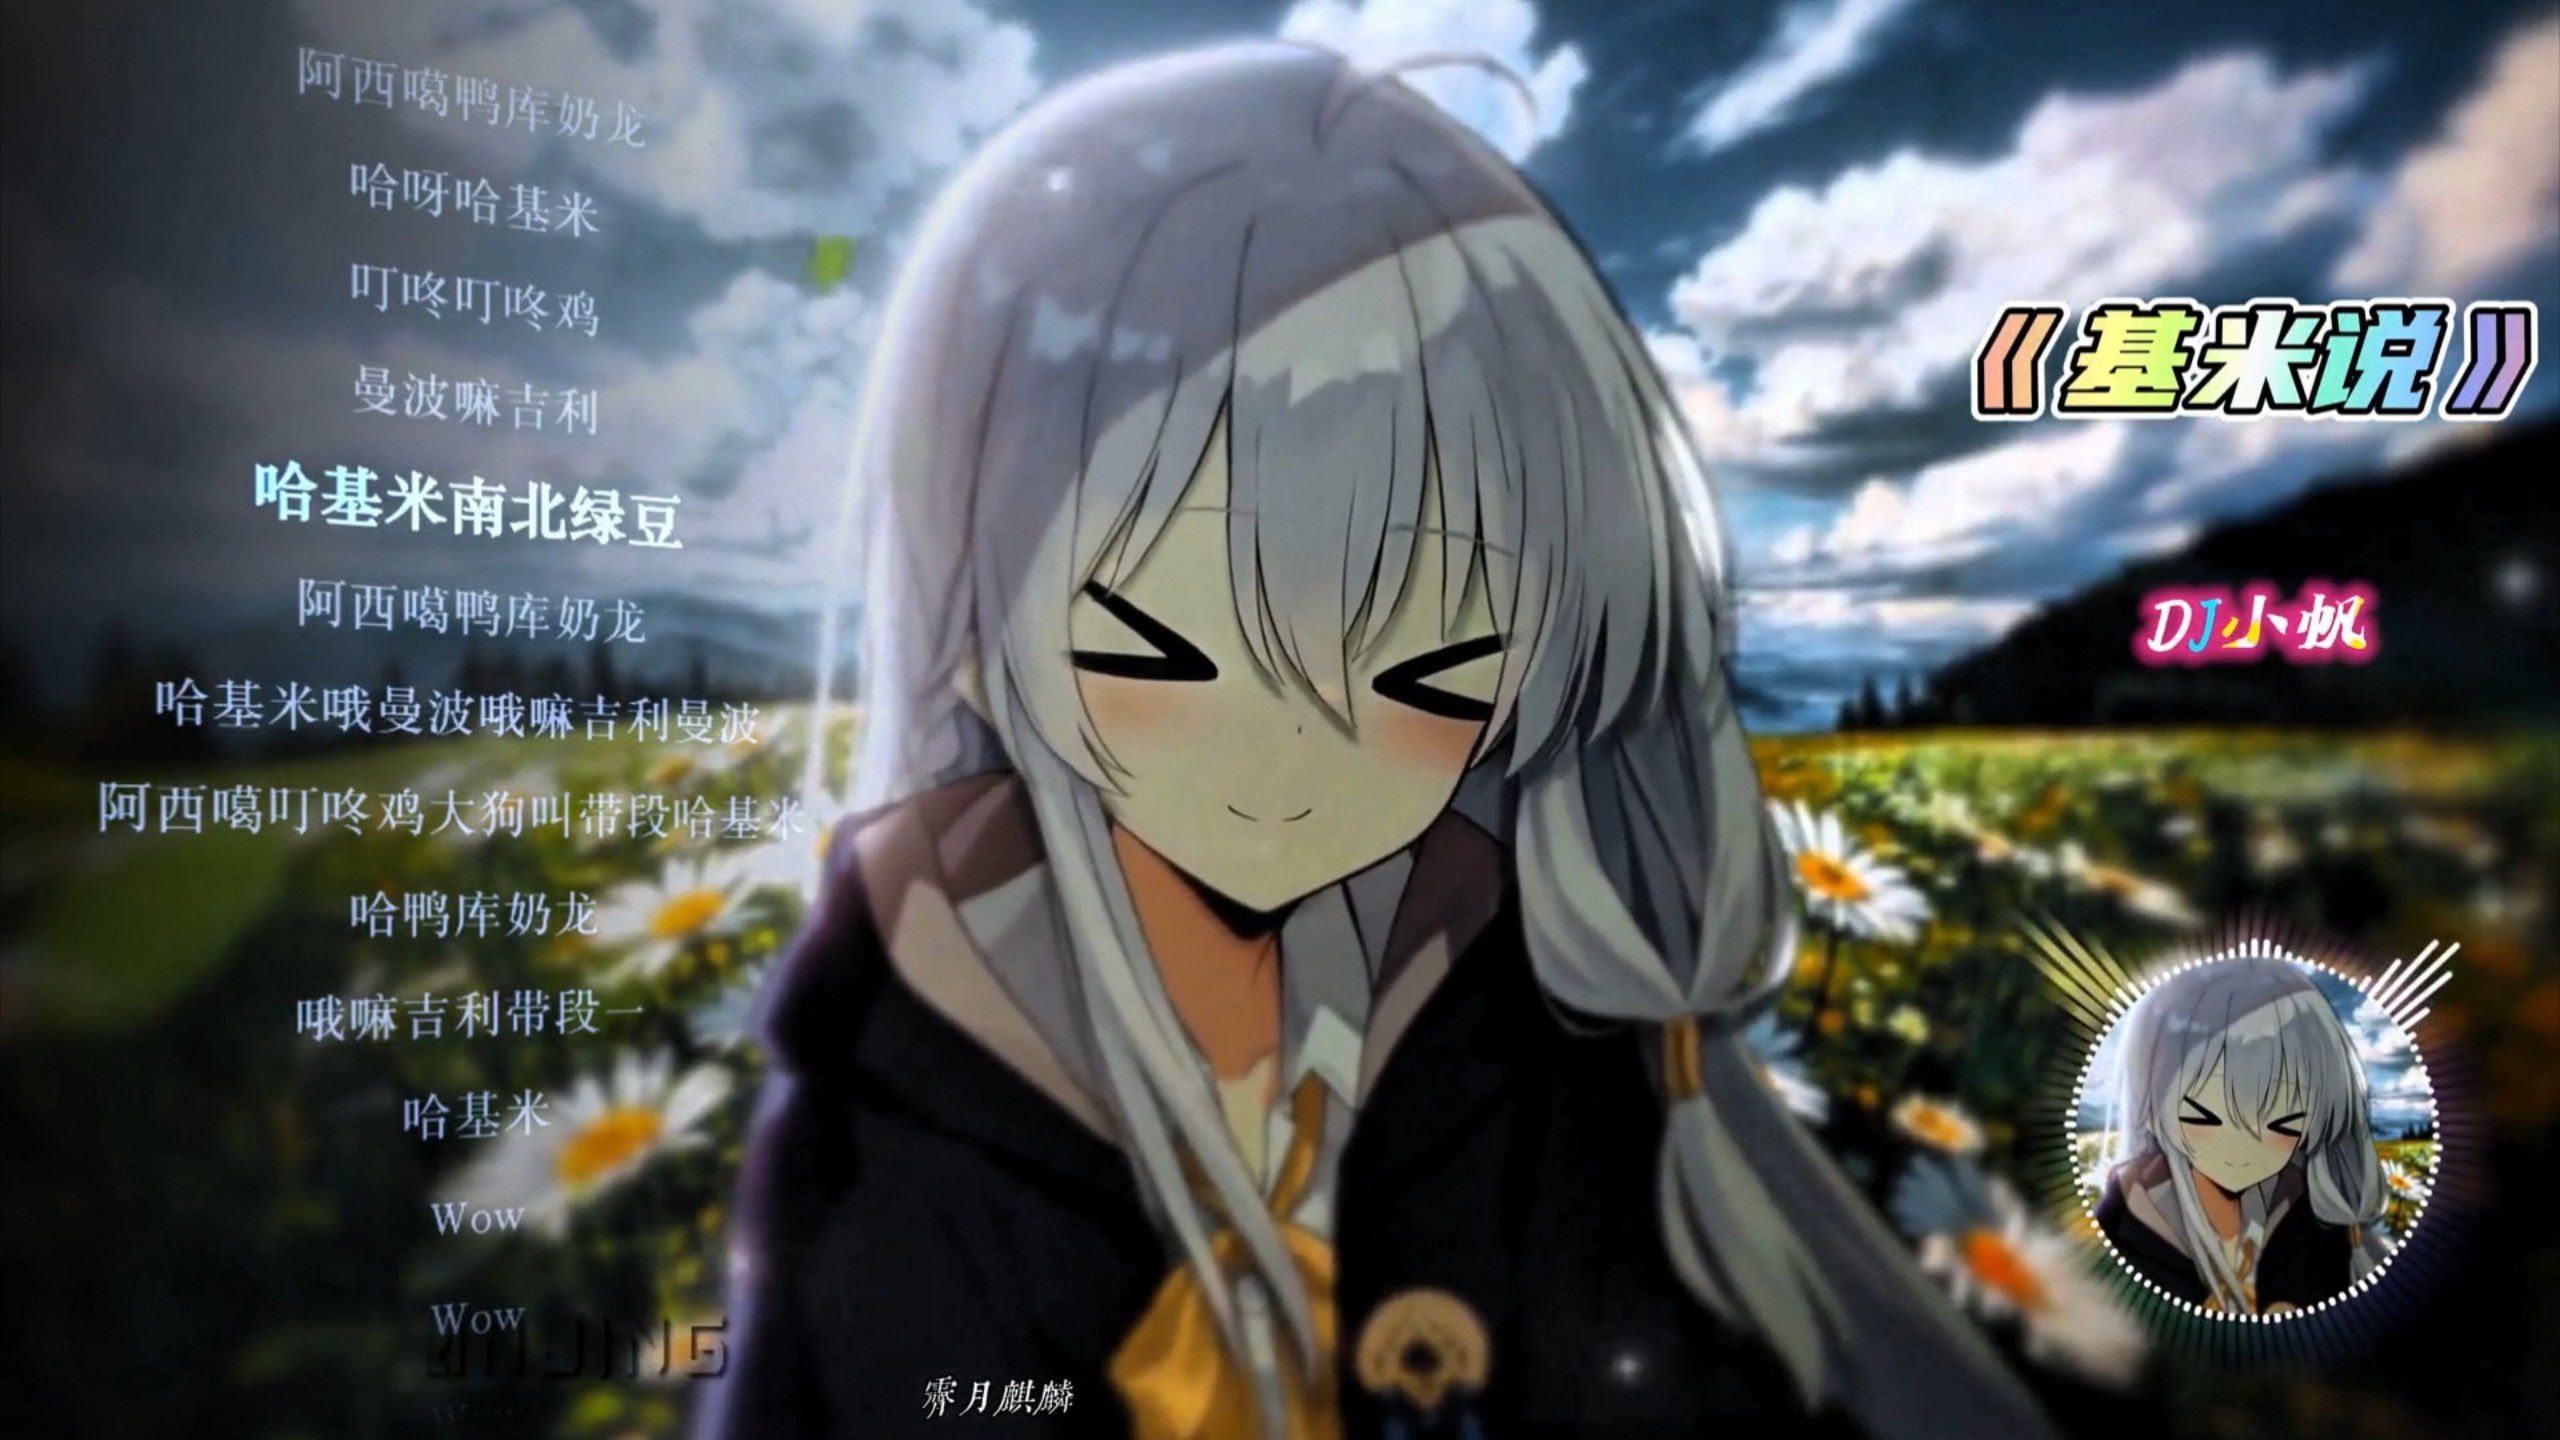 阿西噶鸭库奶龙
哈呀哈基米
叮咚叮咚鸡
曼波嘛吉利
哈基米南北绿豆
阿西噶鸭库奶龙
哈基米哦曼波哦嘛吉利曼波
阿西噶叮咚鸡大狗叫带段哈基米
哈鸭库奶龙
哦嘛吉利带段一
哈基米
Wow
Wow
霽月麒麟
《基米说》
DJ小帆